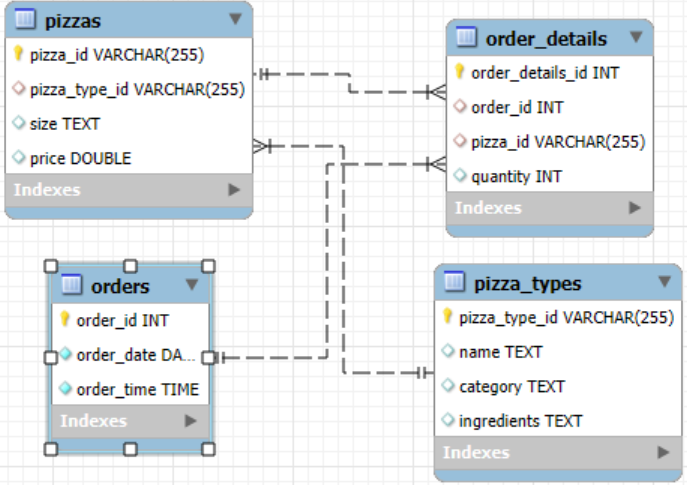 pizzas
pizza_id VARCHAR(255)
pizza_type_id VARCHAR(255)
size TEXT
price DOUBLE
Indexes
order_details
order_details_id INT
order_id INT
pizza_id VARCHAR(255)
quantity INT
Indexes
orders
order_id INT
order_date DA...
order_time TIME
Indexes
pizza_types
pizza_type_id VARCHAR(255)
name TEXT
category TEXT
ingredients TEXT
Indexes